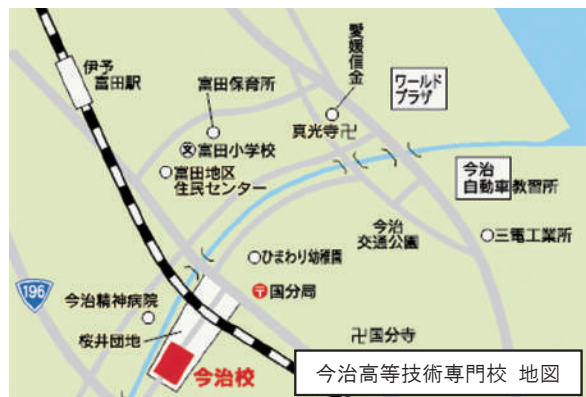 愛媛信金
伊予
富田駅
富田保育所
ワールド
プラザ
真光寺卍
文富田小学校
富田地区
住民センター
今治
自動車教習所
今治
交通公園
三電工業所
ひまわり幼稚園
196
〒国分局
今治精神病院
桜井団地
卍国分寺
今治校
今治高等技術専門校 地図